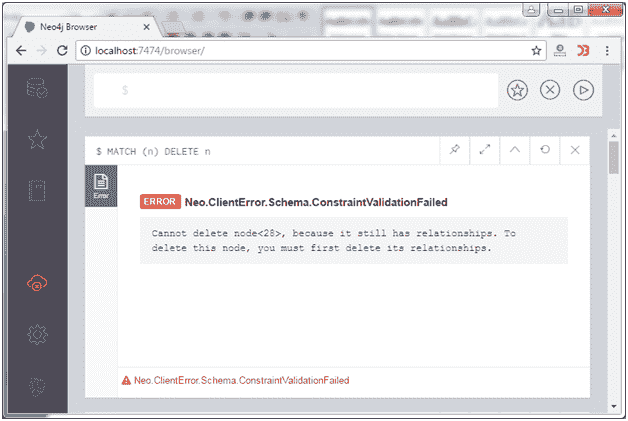 Neo4j Browser
localhost:7474/browser/
$
$ MATCH (n) DELETE n
Error
ERROR Neo.ClientError.Schema.ConstraintValidationFailed
Cannot delete node<28>, because it still has relationships. To
delete this node, you must first delete its relationships.
Neo.ClientError.Schema.ConstraintValidationFailed